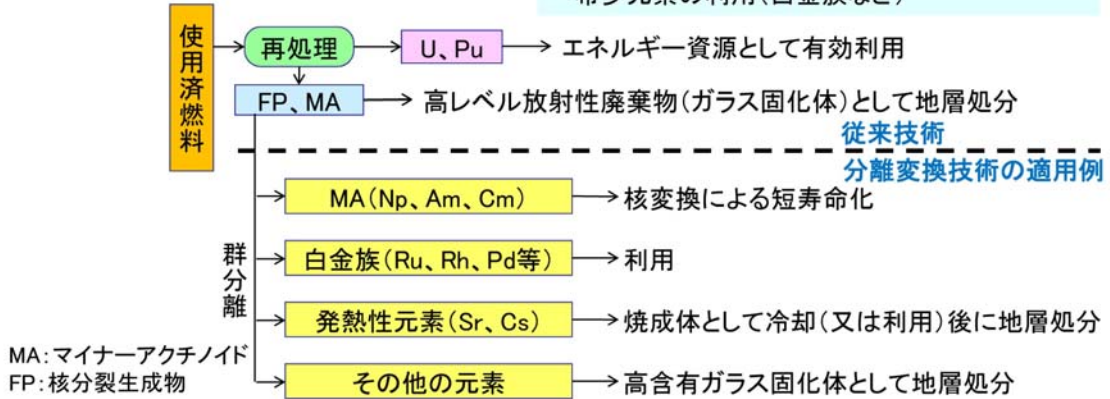 使用済燃料
再処理
U、Pu
エネルギー資源として有効利用
FP、MA
高レベル放射性廃棄物(ガラス固化体)として地層処分
従来技術
分離変換技術の適用例
群分離
MA(Np、Am、Cm)
核変換による短寿命化
白金族(Ru、Rh、Pd等)
利用
発熱性元素(Sr、Cs)
焼成体として冷却(又は利用)後に地層処分
その他の元素
高含有ガラス固化体として地層処分
MA:マイナーアクチノイド
FP:核分裂生成物